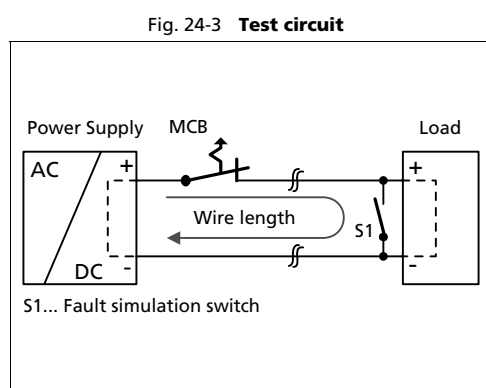 Fig. 24-3 Test circuit
Power Supply MCB Load
AC + +
Wire length
S1
DC - -
S1... Fault simulation switch